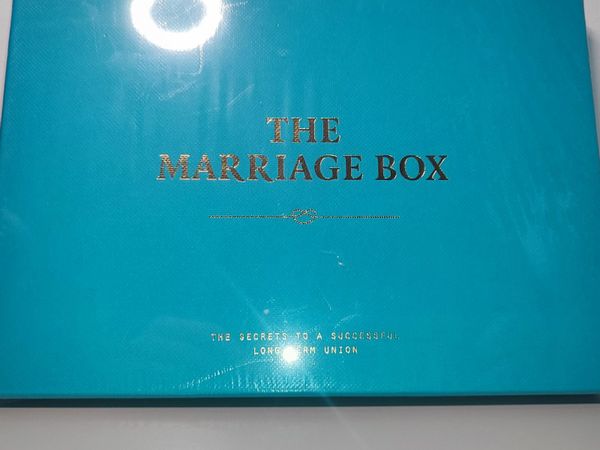 THE
MARRIAGE BOX
THE SECRETS TO A SUCCESSFUL
LONG TERM UNION